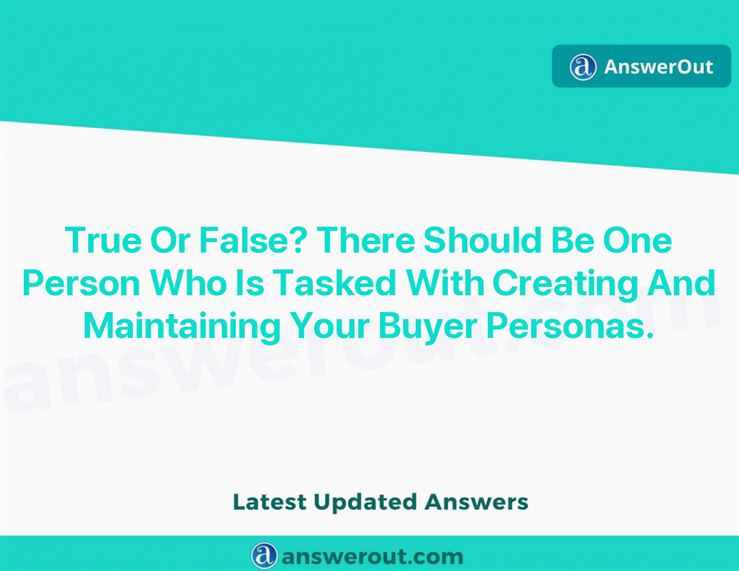 AnswerOut
True Or False? There Should Be One
Person Who Is Tasked With Creating And
Maintaining Your Buyer Personas.
answerout.com
Latest Updated Answers
answerout.com